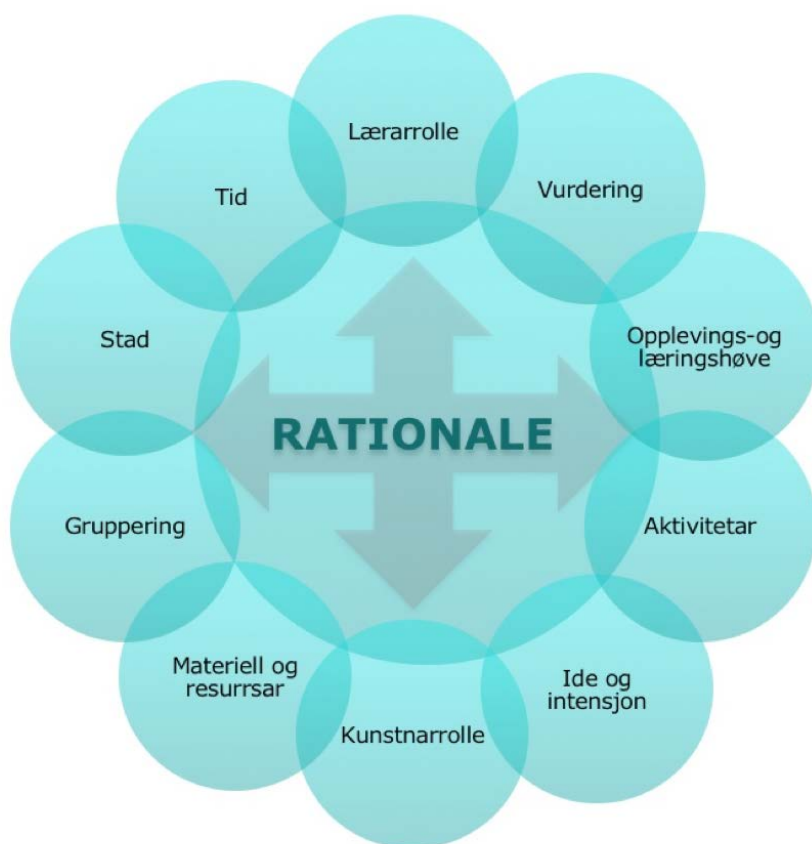 Lærarrolle
Vurdering
Opplevings-og
læringshøve
Aktivitetar
Ide og
intensjon
Kunstnarrolle
Materiell og
resurrsar
Gruppering
Stad
Tid
RATIONALE